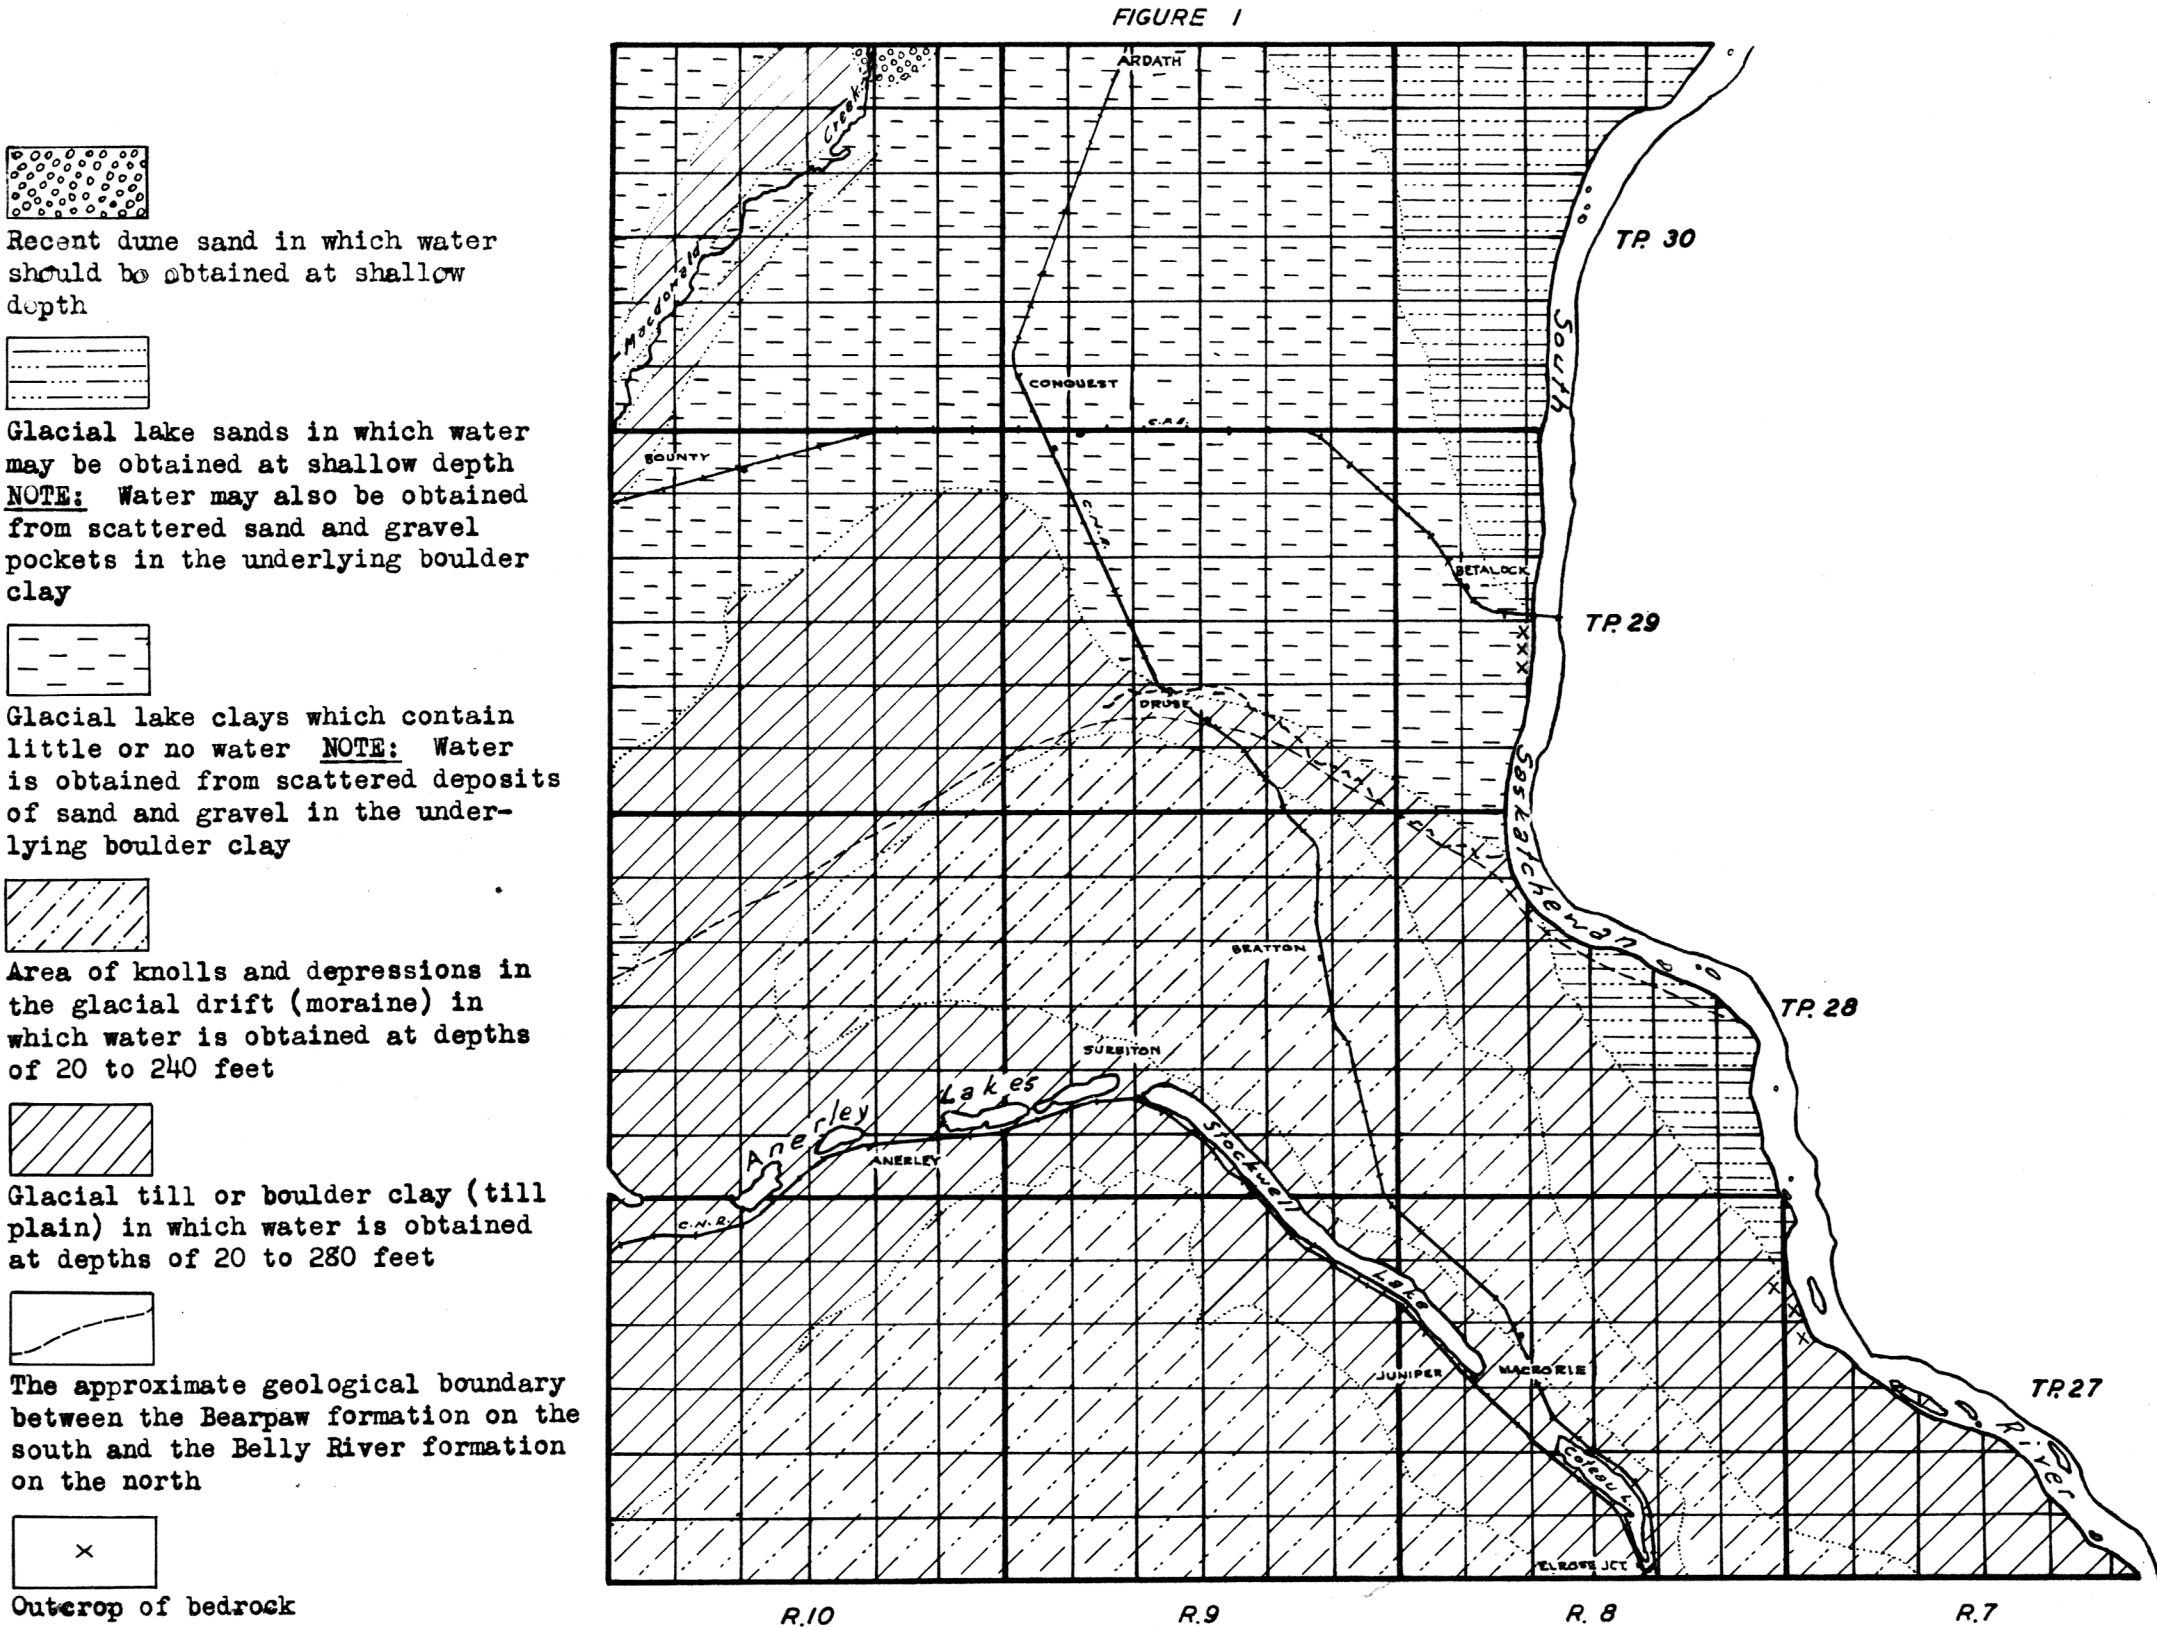 FIGURE 1
Recent dune sand in which water
should be obtained at shallow
depth
Glacial lake sands in which water
may be obtained at shallow depth
NOTE: Water may also be obtained
from scattered sand and gravel
pockets in the underlying boulder
clay
Glacial lake clays which contain
little or no water NOTE: Water
is obtained from scattered deposits
of sand and gravel in the under-
lying boulder clay
Area of knolls and depressions in
the glacial drift (moraine) in
which water is obtained at depths
of 20 to 240 feet
Glacial till or boulder clay (till
plain) in which water is obtained
at depths of 20 to 280 feet
The approximate geological boundary
between the Bearpaw formation on the
south and the Belly River formation
on the north
×
Outcrop of bedrock
ARDATH
Macdonald Creek
TP. 30
CONQUEST
C.P.R.
BOUNTY
C.N.R.
BETALOCK
TP. 29
DRUSE
South Saskatchewan River
BRATTON
TP. 28
SURBITON
Anerley Lakes
ANERLEY
C.N.R.
Stockwell Lake
JUNIPER
MACRORIE
TP. 27
Coteau L.
ELROSE JCT.
R. 10
R. 9
R. 8
R. 7